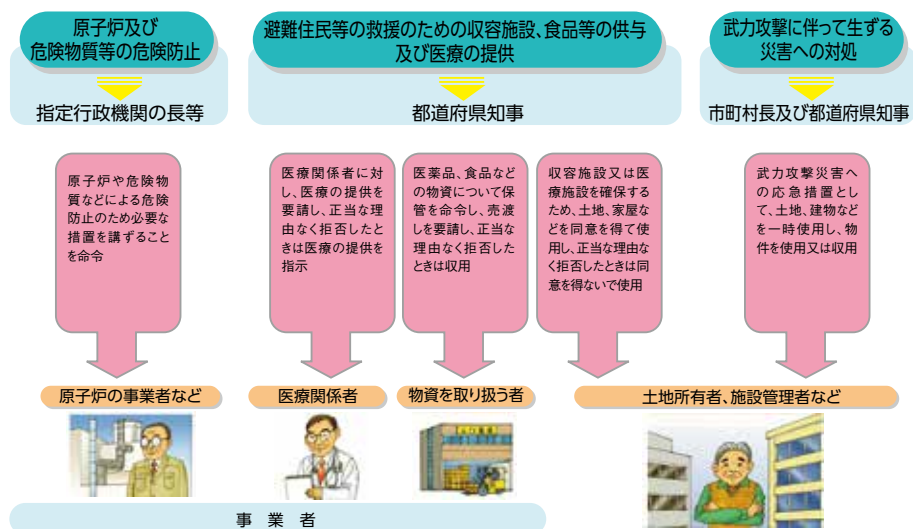 原子炉及び
危険物質等の危険防止
指定行政機関の長等
避難住民等の救援のための収容施設、食品等の供与
及び医療の提供
都道府県知事
武力攻撃に伴って生ずる
災害への対処
市町村長及び都道府県知事
原子炉や危険物
質などによる危険
防止のため必要な
措置を講ずること
を命令
医療関係者に対
し、医療の提供を
要請し、正当な理
由なく拒否したと
きは医療の提供を
指示
医薬品、食品など
の物資について保
管を命令し、売渡
しを要請し、正当な
理由なく拒否した
ときは収用
収容施設又は医
療施設を確保する
ため、土地、家屋な
どを同意を得て使
用し、正当な理由な
く拒否したときは同
意を得ないで使用
武力攻撃災害へ
の応急措置とし
て、土地、建物など
を一時使用し、物
件を使用又は収用
原子炉の事業者など
医療関係者
物資を取り扱う者
土地所有者、施設管理者など
事業者